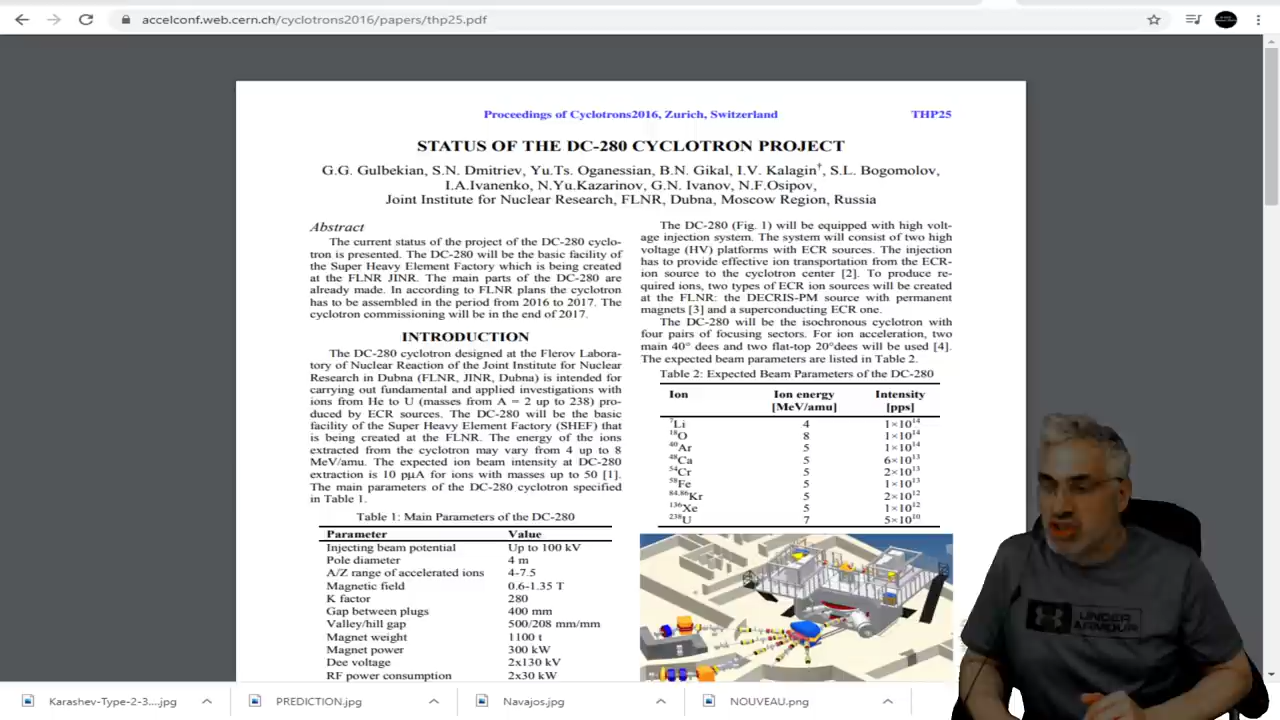 accelconf.web.cern.ch/cyclotrons2016/papers/thp25.pdf
Proceedings of Cyclotrons2016, Zurich, Switzerland THP25
STATUS OF THE DC-280 CYCLOTRON PROJECT
G.G. Gulbekian, S.N. Dmitriev, Yu.Ts. Oganessian, B.N. Gikal, I.V. Kalagin†, S.L. Bogomolov,
I.A.Ivanenko, N.Yu.Kazarinov, G.N. Ivanov, N.F.Osipov,
Joint Institute for Nuclear Research, FLNR, Dubna, Moscow Region, Russia
Abstract
The current status of the project of the DC-280 cyclo-
tron is presented. The DC-280 will be the basic facility of
the Super Heavy Element Factory which is being created
at the FLNR JINR. The main parts of the DC-280 are
already made. In according to FLNR plans the cyclotron
has to be assembled in the period from 2016 to 2017. The
cyclotron commissioning will be in the end of 2017.
INTRODUCTION
The DC-280 cyclotron designed at the Flerov Labora-
tory of Nuclear Reaction of the Joint Institute for Nuclear
Research in Dubna (FLNR, JINR, Dubna) is intended for
carrying out fundamental and applied investigations with
ions from He to U (masses from A = 2 up to 238) pro-
duced by ECR sources. The DC-280 will be the basic
facility of the Super Heavy Element Factory (SHEF) that
is being created at the FLNR. The energy of the ions
extracted from the cyclotron may vary from 4 up to 8
MeV/amu. The expected ion beam intensity at DC-280
extraction is 10 pμA for ions with masses up to 50 [1].
The main parameters of the DC-280 cyclotron specified
in Table 1.
Table 1: Main Parameters of the DC-280
Parameter Value
Injecting beam potential Up to 100 kV
Pole diameter 4 m
A/Z range of accelerated ions 4-7.5
Magnetic field 0.6-1.35 T
K factor 280
Gap between plugs 400 mm
Valley/hill gap 500/208 mm/mm
Magnet weight 1100 t
Magnet power 300 kW
Dee voltage 2x130 kV
RF power consumption 2x30 kW
The DC-280 (Fig. 1) will be equipped with high volt-
age injection system. The system will consist of two high
voltage (HV) platforms with ECR sources. The injection
has to provide effective ion transportation from the ECR-
ion source to the cyclotron center [2]. To produce re-
quired ions, two types of ECR ion sources will be created
at the FLNR: the DECRIS-PM source with permanent
magnets [3] and a superconducting ECR one.
The DC-280 will be the isochronous cyclotron with
four pairs of focusing sectors. For ion acceleration, two
main 40° dees and two flat-top 20°dees will be used [4].
The expected beam parameters are listed in Table 2.
Table 2: Expected Beam Parameters of the DC-280
Ion Ion energy Intensity
[MeV/amu] [pps]
⁷Li 4 1×10¹⁴
¹⁸O 8 1×10¹⁴
⁴⁰Ar 5 1×10¹⁴
⁴⁸Ca 5 6×10¹³
⁵⁴Cr 5 2×10¹³
⁵⁸Fe 5 1×10¹³
⁸⁴·⁸⁶Kr 5 2×10¹²
¹³⁶Xe 5 1×10¹²
²³⁸U 7 5×10¹⁰
UNDER
ARMOUR
Karashev-Type-2-3....jpg PREDICTION.jpg Navajos.jpg NOUVEAU.png